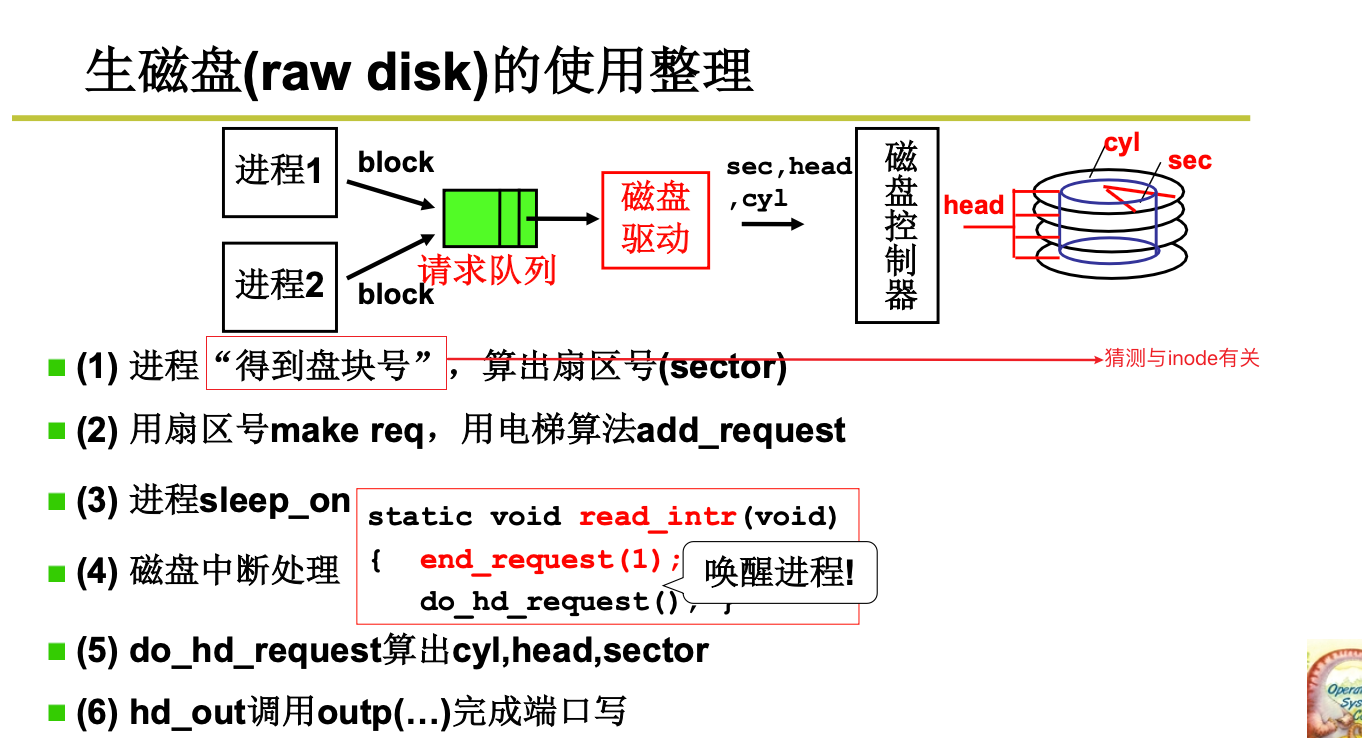 生磁盘(raw disk)的使用整理
进程1
block
进程2
block
请求队列
磁盘
驱动
sec,head
,cyl
磁盘控制器
head
cyl
sec
(1) 进程“得到盘块号”，算出扇区号(sector)
猜测与inode有关
(2) 用扇区号make req，用电梯算法add_request
(3) 进程sleep_on
(4) 磁盘中断处理
static void read_intr(void)
{ end_request(1);
do_hd_request(); }
唤醒进程!
(5) do_hd_request算出cyl,head,sector
(6) hd_out调用outp(…)完成端口写